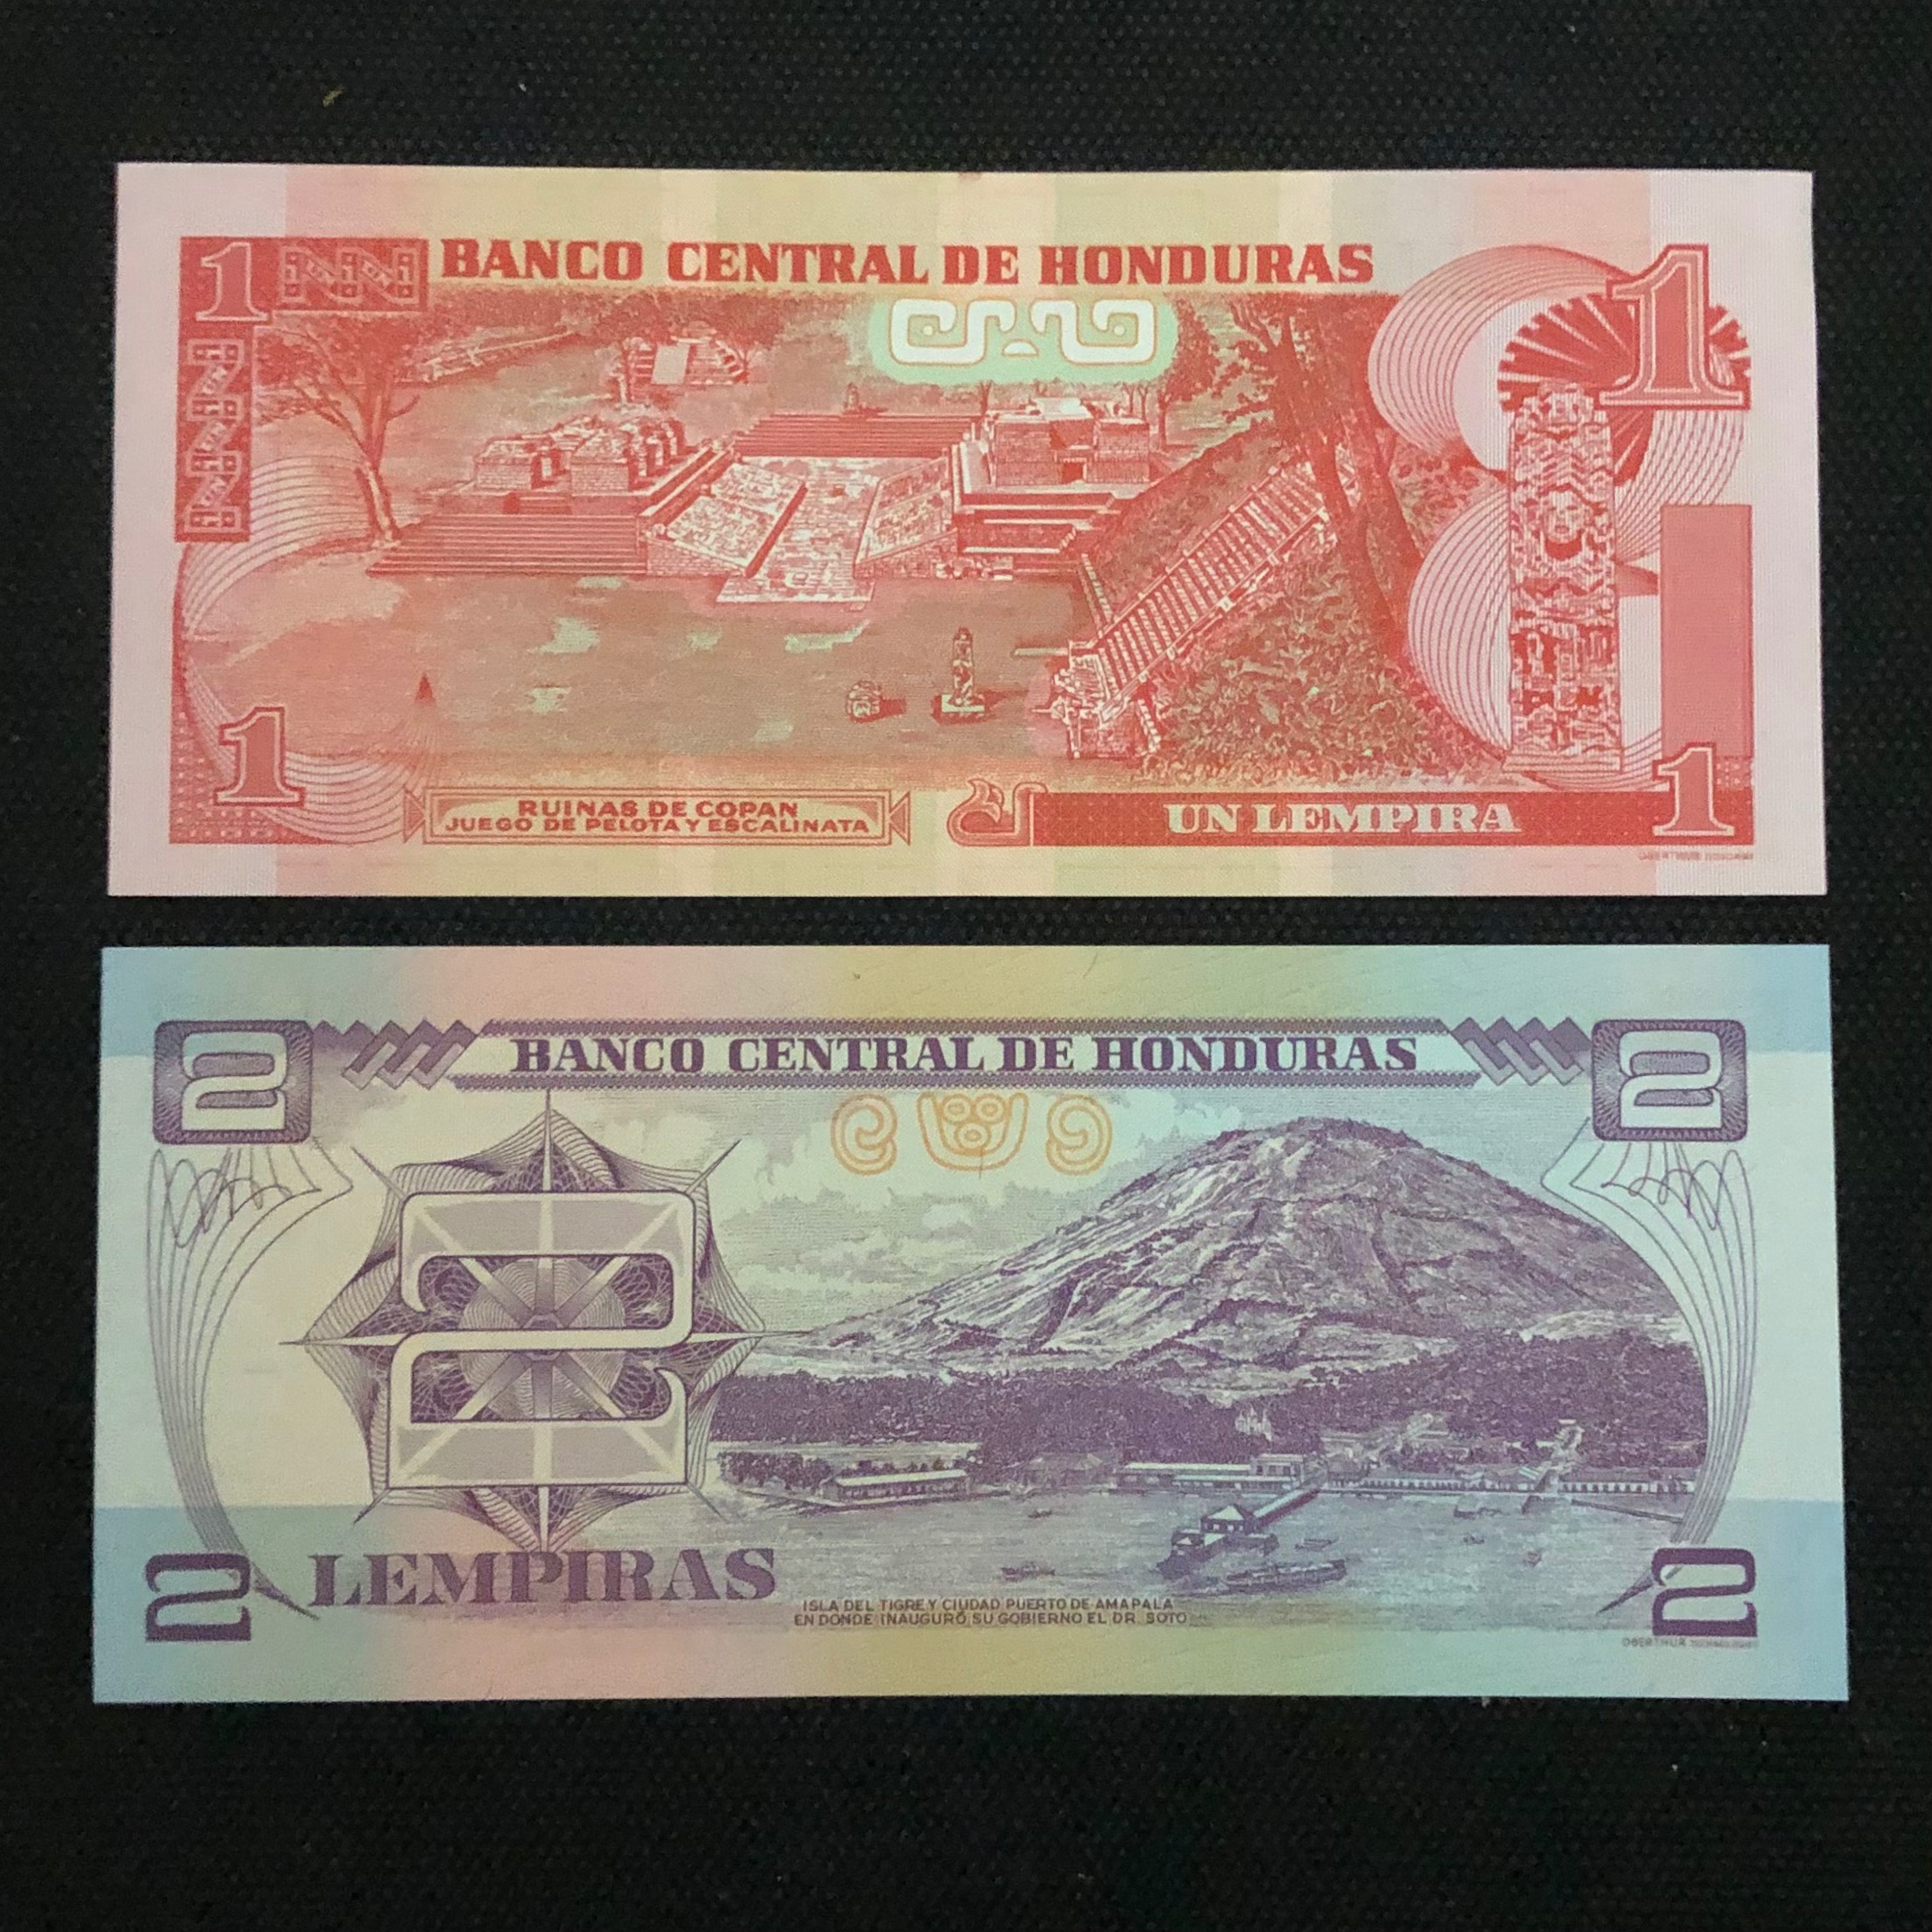 1
BANCO CENTRAL DE HONDURAS
1
1
RUINAS DE COPAN
JUEGO DE PELOTA Y ESCALINATA
UN LEMPIRA
1
2
BANCO CENTRAL DE HONDURAS
2
2
2
LEMPIRAS
ISLA DEL TIGRE Y CIUDAD PUERTO DE AMAPALA
EN DONDE INAUGURÓ SU GOBIERNO EL DR. SOTO
2
OBERTHUR